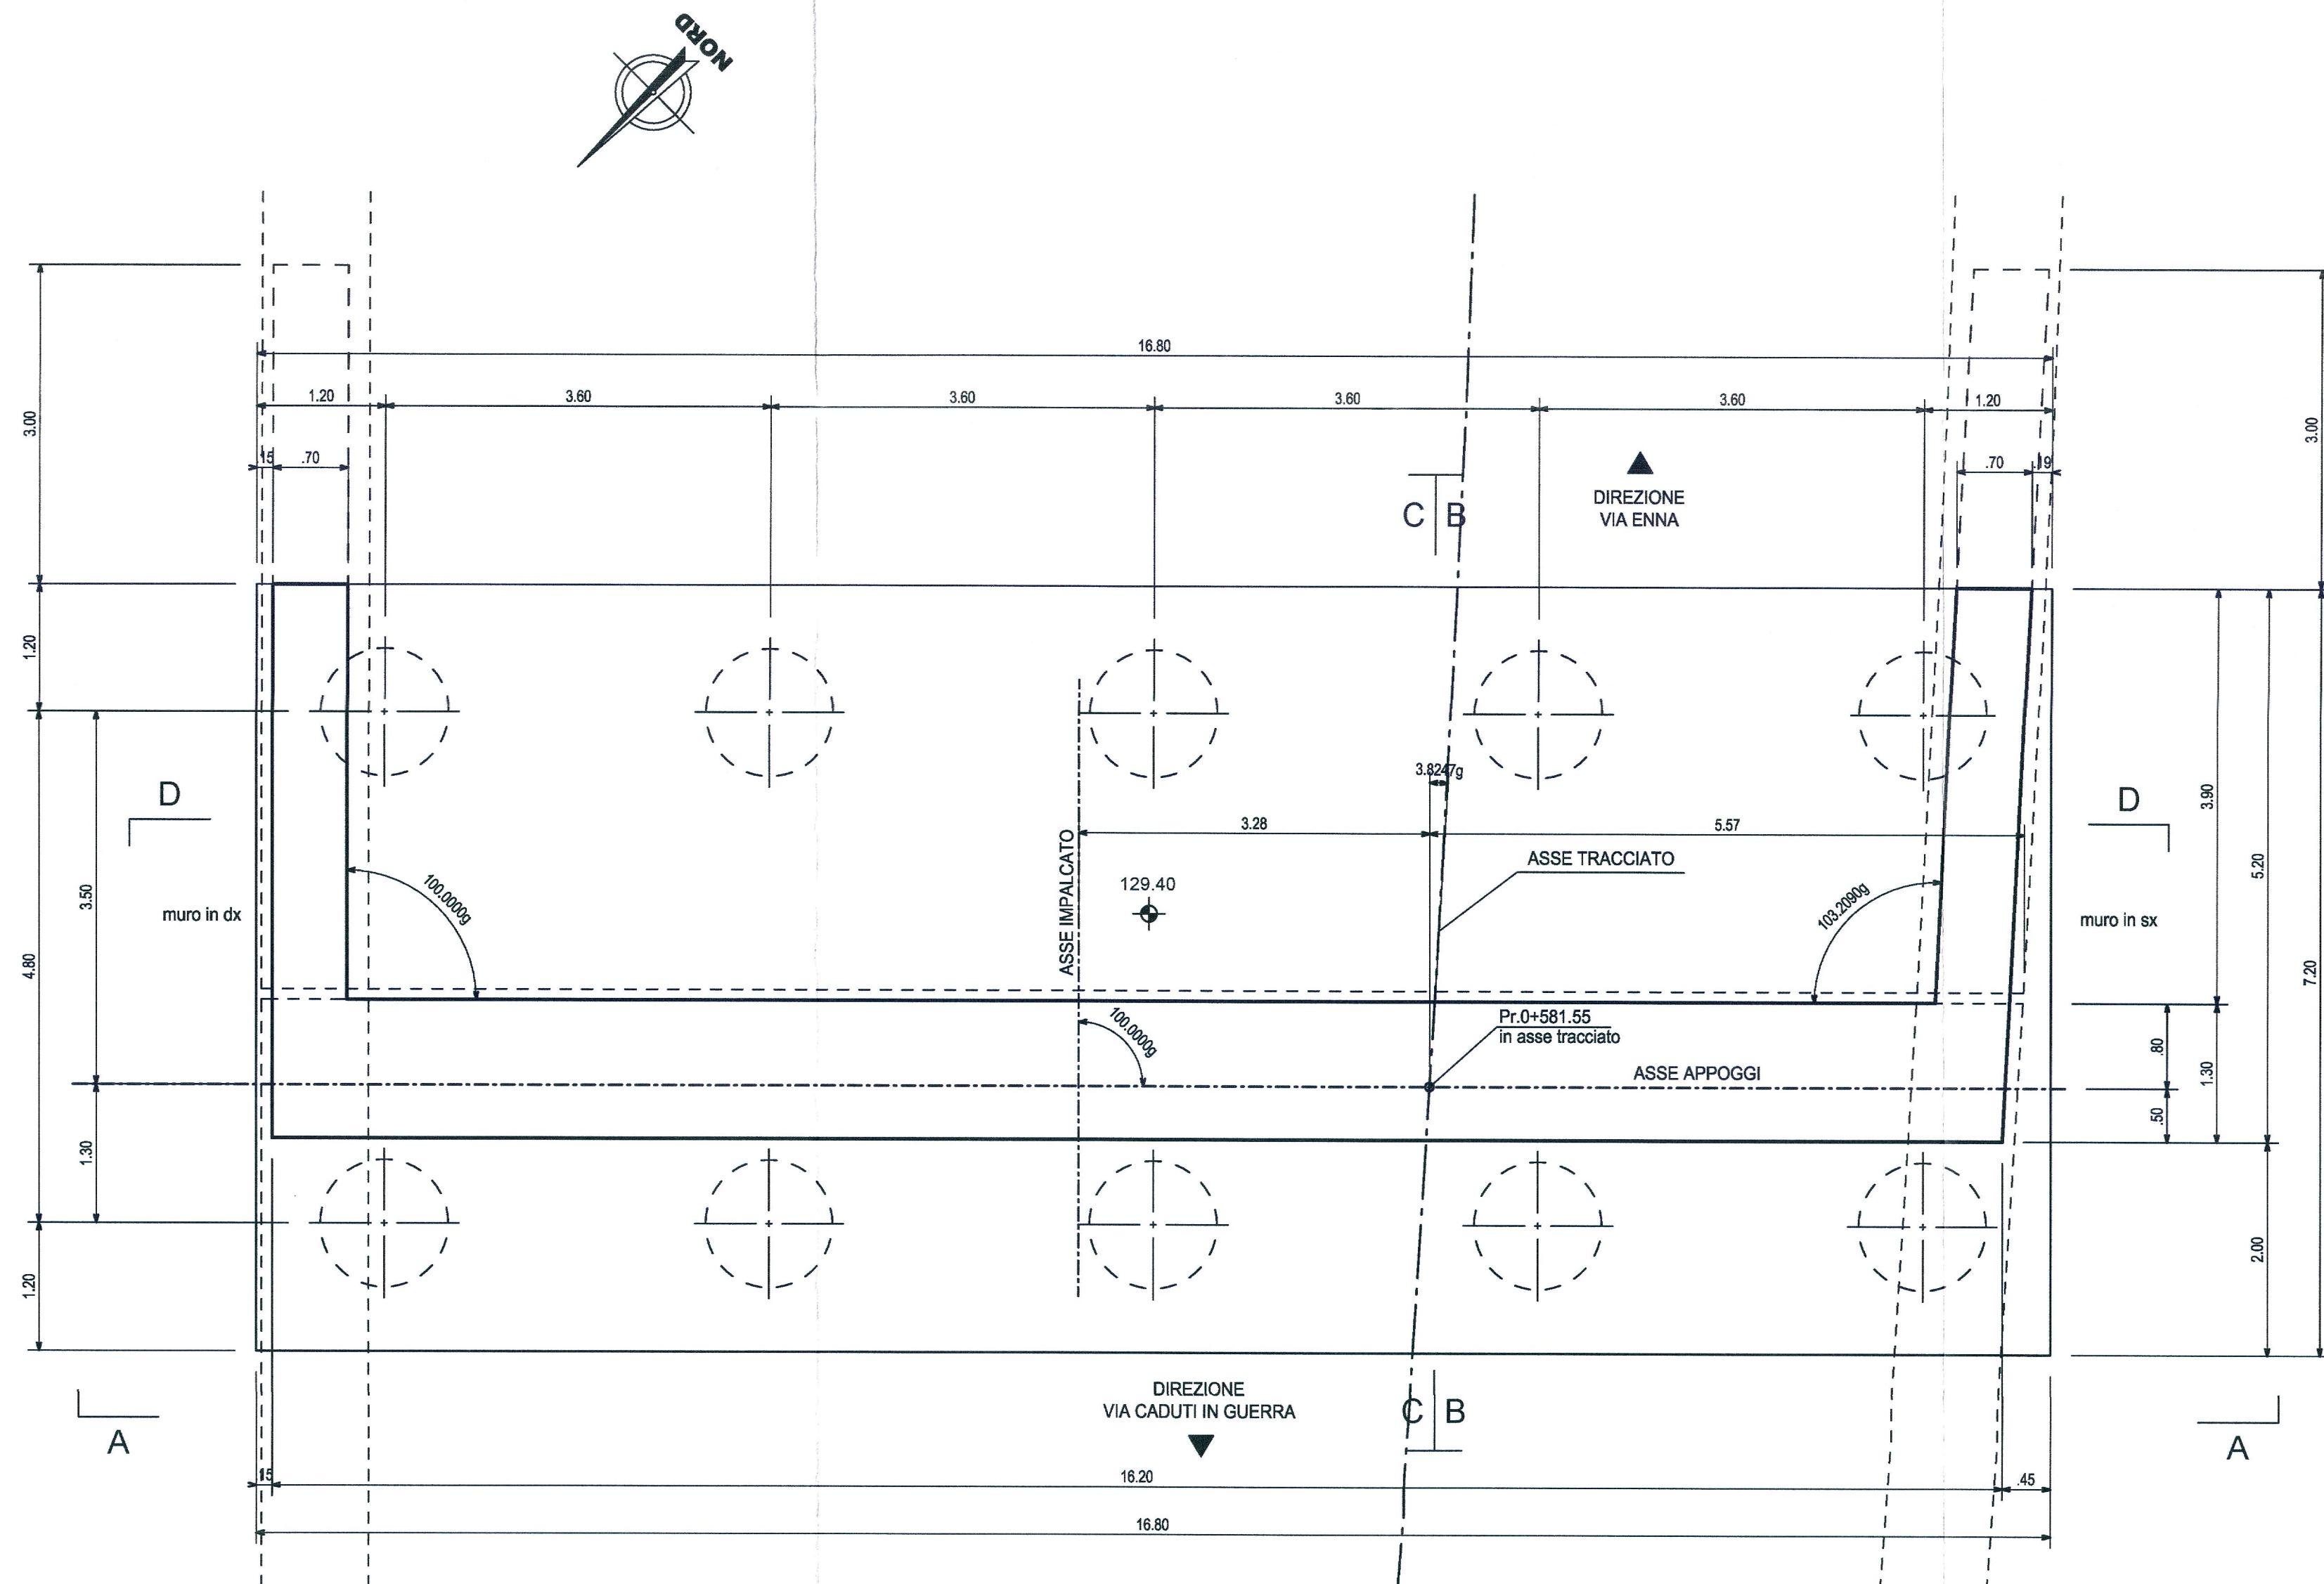 NORD
16.80
1.20
3.60
3.60
3.60
3.60
1.20
3.00
3.00
.15
.70
.70
.19
C B
DIREZIONE
VIA ENNA
1.20
3.8247g
D
D
3.28
5.57
3.90
ASSE IMPALCATO
ASSE TRACCIATO
129.40
5.20
3.50
100.0000g
103.2090g
muro in dx
muro in sx
4.80
7.20
Pr.0+581.55
in asse tracciato
100.0000g
.80
ASSE APPOGGI
1.30
.50
1.30
2.00
1.20
DIREZIONE
VIA CADUTI IN GUERRA
C B
A
A
.15
16.20
.45
16.80